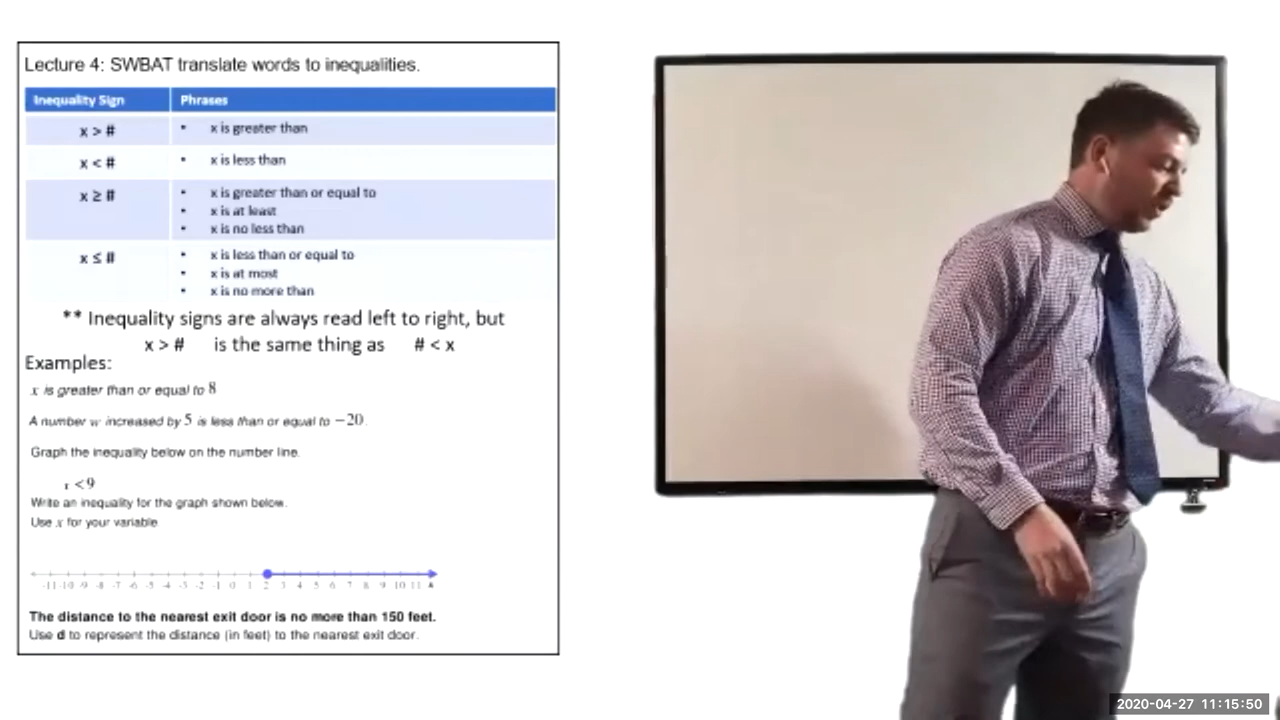 Lecture 4: SWBAT translate words to inequalities.
Inequality Sign Phrases
x > # • x is greater than
x < # • x is less than
x ≥ # • x is greater than or equal to
• x is at least
• x is no less than
x ≤ # • x is less than or equal to
• x is at most
• x is no more than
** Inequality signs are always read left to right, but
x > # is the same thing as # < x
Examples:
x is greater than or equal to 8
A number w increased by 5 is less than or equal to −20.
Graph the inequality below on the number line.
x < 9
Write an inequality for the graph shown below.
Use x for your variable
-11 -10 -9 -8 -7 -6 -5 -4 -3 -2 -1 0 1 2 3 4 5 6 7 8 9 10 11
The distance to the nearest exit door is no more than 150 feet.
Use d to represent the distance (in feet) to the nearest exit door.
2020-04-27 11:15:50